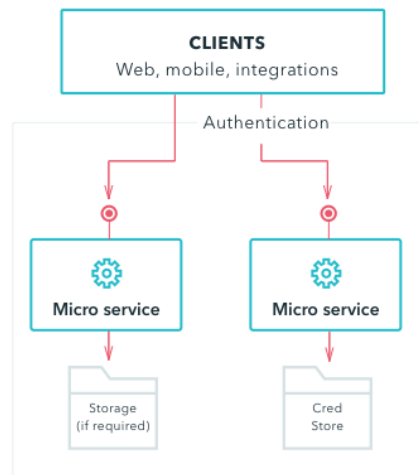 CLIENTS
Web, mobile, integrations
Authentication
Micro service
Micro service
Storage
(if required)
Cred
Store